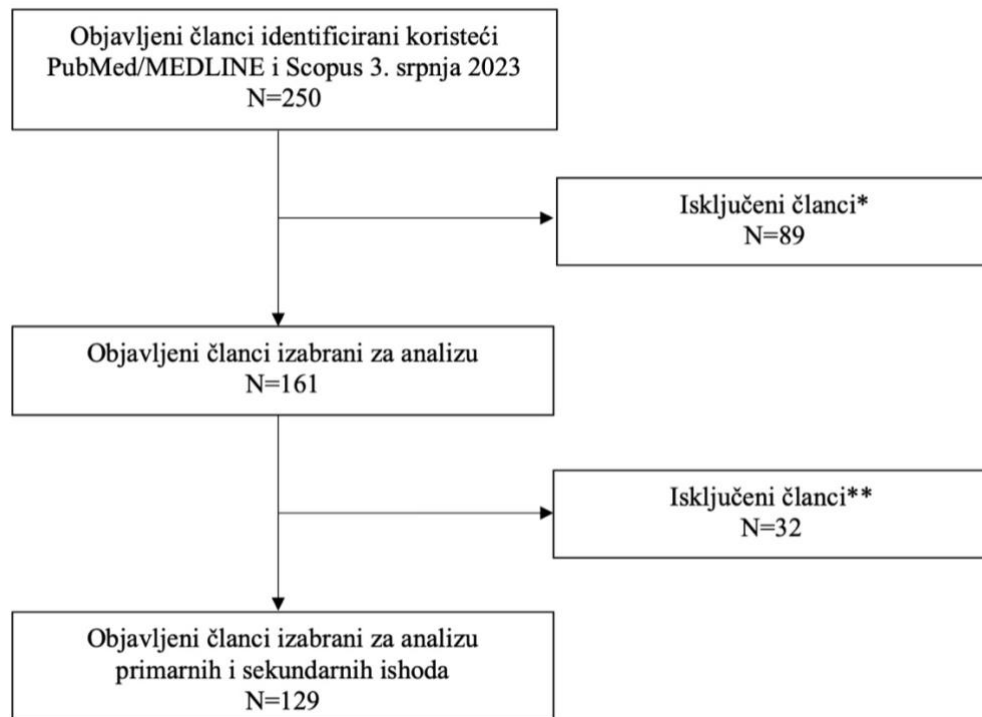 Objavljeni članci identificirani koristeći
PubMed/MEDLINE i Scopus 3. srpnja 2023
N=250
Isključeni članci*
N=89
Objavljeni članci izabrani za analizu
N=161
Isključeni članci**
N=32
Objavljeni članci izabrani za analizu
primarnih i sekundarnih ishoda
N=129